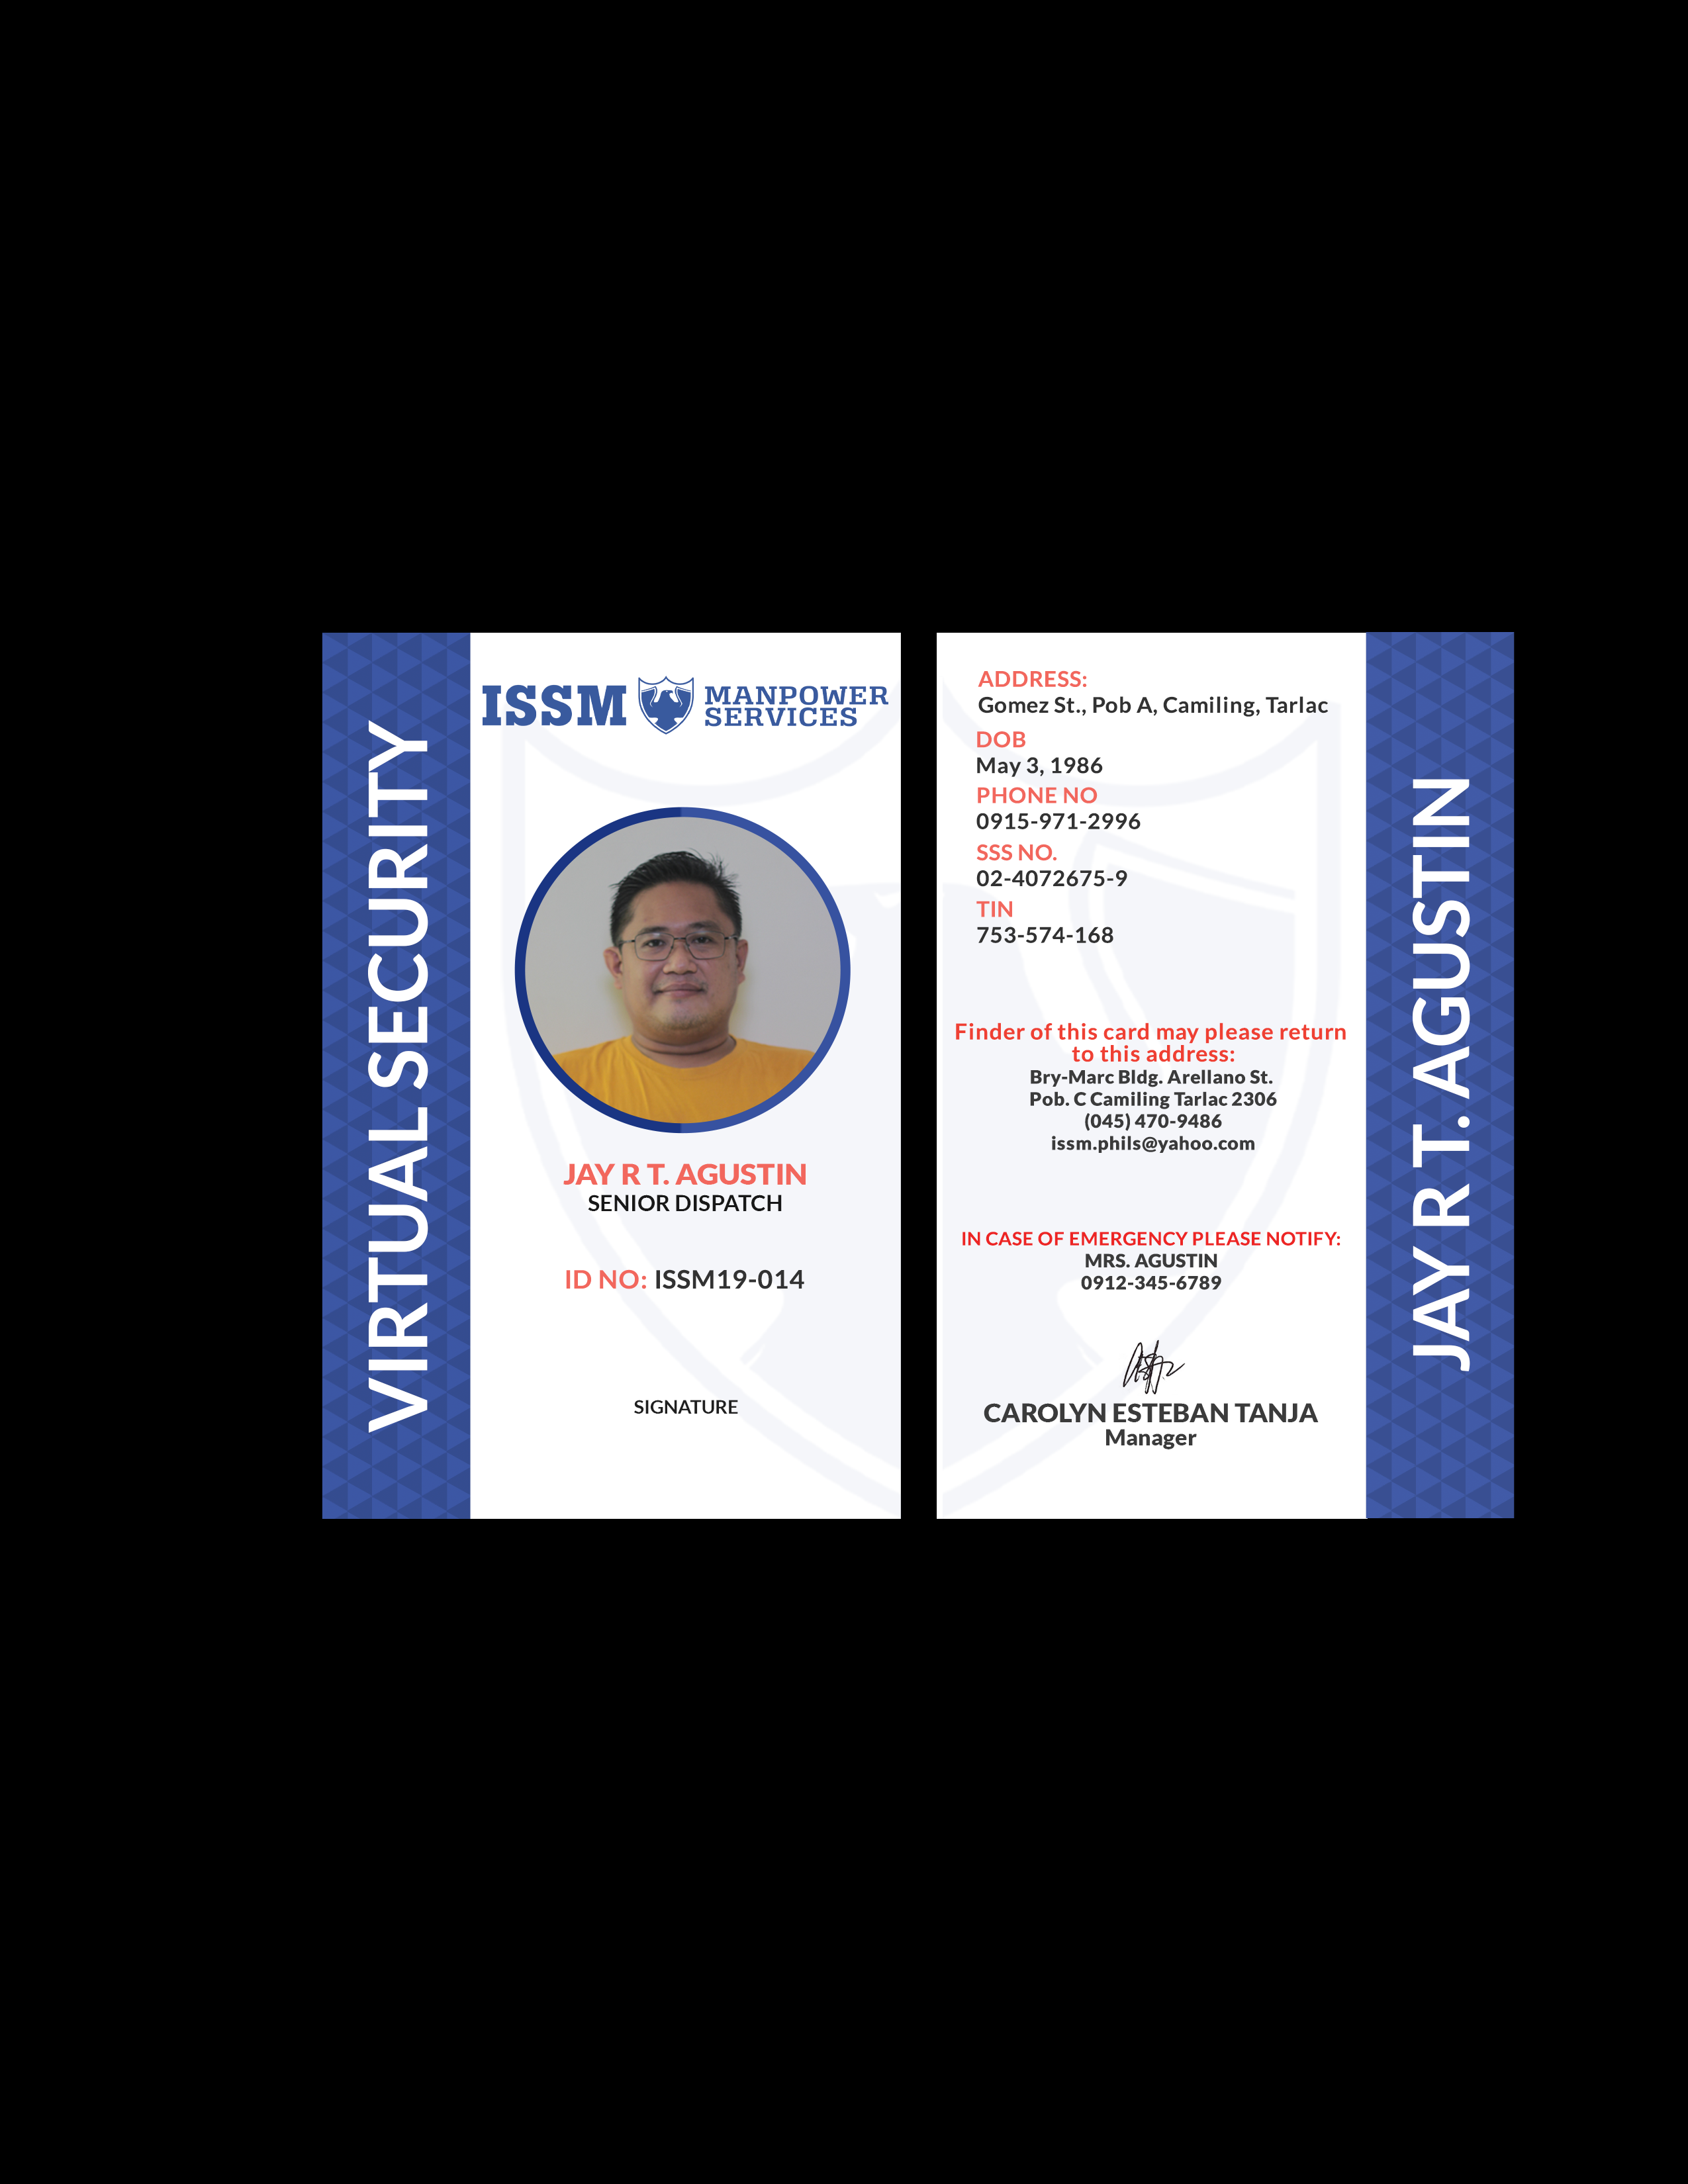 VIRTUAL SECURITY
ISSM MANPOWER
SERVICES
JAY R T. AGUSTIN
SENIOR DISPATCH
ID NO: ISSM19-014
SIGNATURE
ADDRESS:
Gomez St., Pob A, Camiling, Tarlac
DOB
May 3, 1986
PHONE NO
0915-971-2996
SSS NO.
02-4072675-9
TIN
753-574-168
Finder of this card may please return
to this address:
Bry-Marc Bldg. Arellano St.
Pob. C Camiling Tarlac 2306
(045) 470-9486
issm.phils@yahoo.com
IN CASE OF EMERGENCY PLEASE NOTIFY:
MRS. AGUSTIN
0912-345-6789
CAROLYN ESTEBAN TANJA
Manager
JAY R T. AGUSTIN